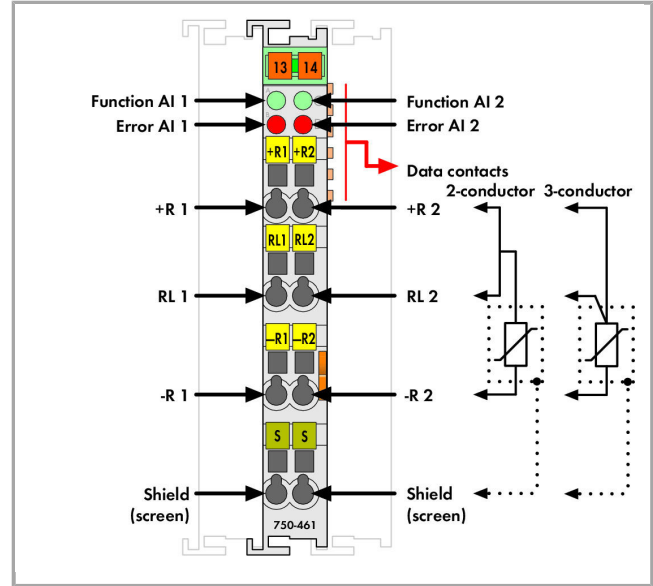 13 14
Function AI 1
Function AI 2
Error AI 1
Error AI 2
+R1 +R2
Data contacts
2-conductor
3-conductor
+R 1
+R 2
RL1 RL2
RL 1
RL 2
–R1 –R2
-R 1
-R 2
S S
Shield
(screen)
Shield
(screen)
750-461